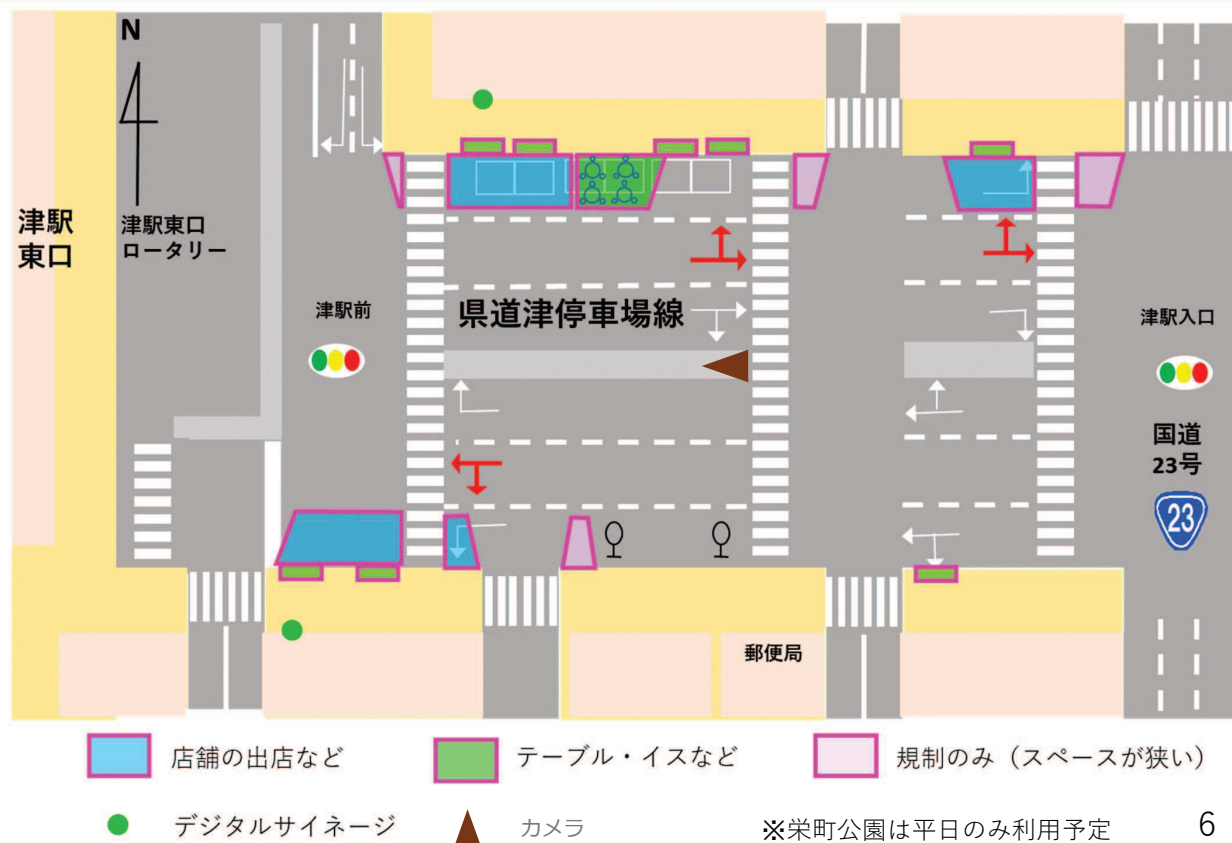 N
津駅
東口
津駅東口
ロータリー
津駅前
県道津停車場線
津駅入口
国道
23号
23
郵便局
店舗の出店など
テーブル・イスなど
規制のみ（スペースが狭い）
デジタルサイネージ
カメラ
※栄町公園は平日のみ利用予定
6